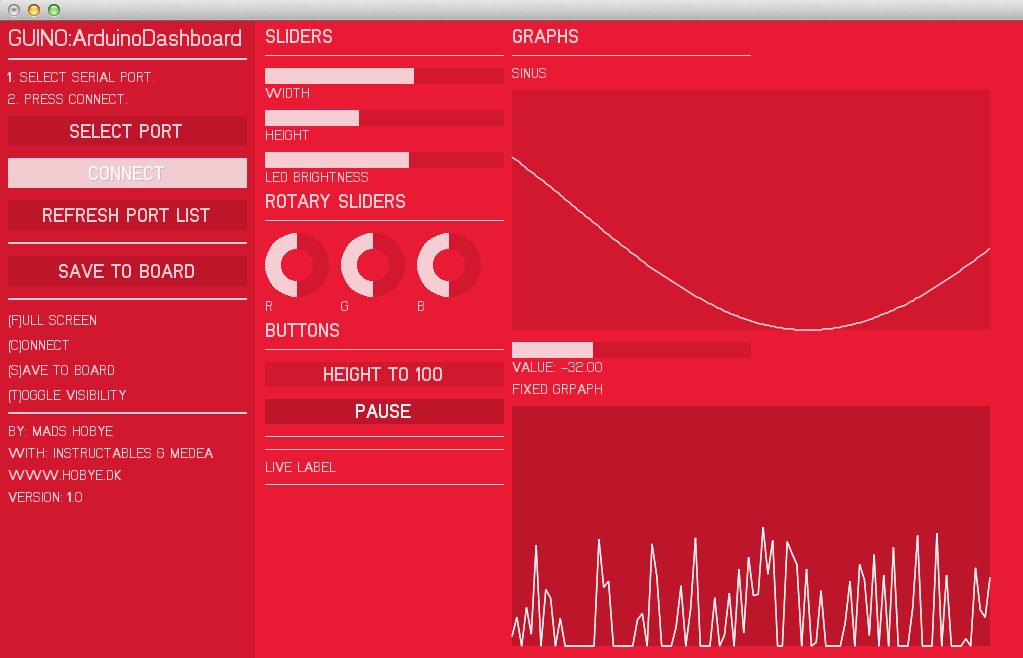 GUINO:ArduinoDashboard
1. SELECT SERIAL PORT.
2. PRESS CONNECT.
SELECT PORT
CONNECT
REFRESH PORT LIST
SAVE TO BOARD
(F)ULL SCREEN
(C)ONNECT
(S)AVE TO BOARD
(T)OGGLE VISIBILITY
BY: MADS HOBYE
WITH: INSTRUCTABLES & MEDEA
WWW.HOBYE.DK
VERSION: 1.0
SLIDERS
WIDTH
HEIGHT
LED BRIGHTNESS
ROTARY SLIDERS
R G B
BUTTONS
HEIGHT TO 100
PAUSE
LIVE LABEL
GRAPHS
SINUS
VALUE: -32.00
FIXED GRPAPH